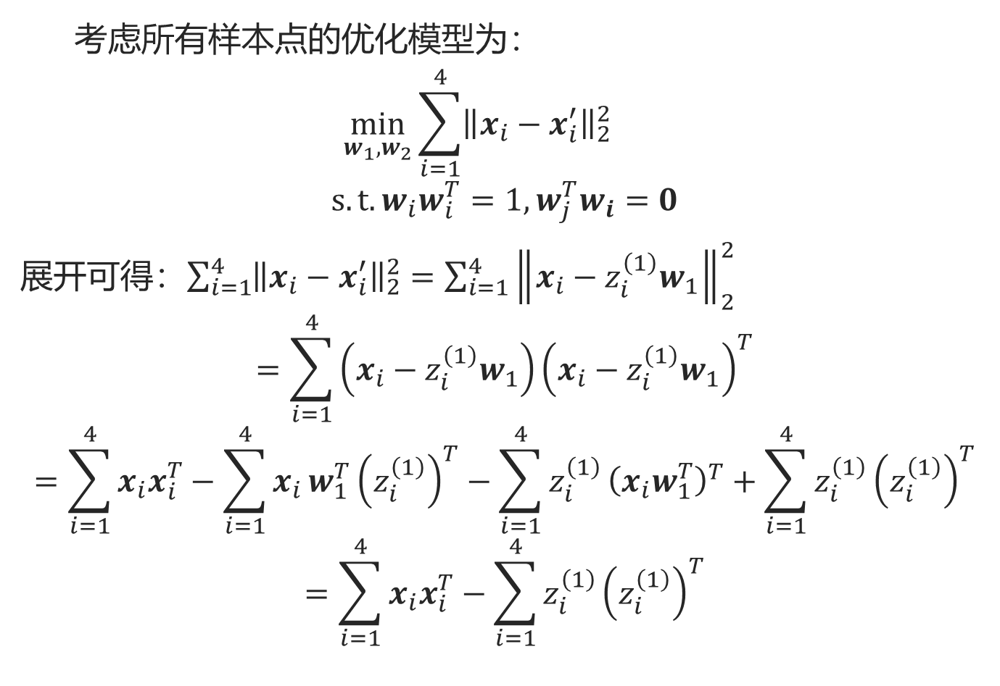 考虑所有样本点的优化模型为：
$$\min_{\boldsymbol{w}_1,\boldsymbol{w}_2} \sum_{i=1}^{4} \|\boldsymbol{x}_i - \boldsymbol{x}_i'\|_2^2$$
$$\text{s.t.} \boldsymbol{w}_i \boldsymbol{w}_i^T = 1, \boldsymbol{w}_j^T \boldsymbol{w}_{\boldsymbol{i}} = \boldsymbol{0}$$
展开可得：$\sum_{i=1}^{4} \|\boldsymbol{x}_i - \boldsymbol{x}_i'\|_2^2 = \sum_{i=1}^{4} \left\|\boldsymbol{x}_i - z_i^{(1)} \boldsymbol{w}_1\right\|_2^2$
$$= \sum_{i=1}^{4} \left(\boldsymbol{x}_i - z_i^{(1)} \boldsymbol{w}_1\right)\left(\boldsymbol{x}_i - z_i^{(1)} \boldsymbol{w}_1\right)^T$$
$$= \sum_{i=1}^{4} \boldsymbol{x}_i \boldsymbol{x}_i^T - \sum_{i=1}^{4} \boldsymbol{x}_i \boldsymbol{w}_1^T \left(z_i^{(1)}\right)^T - \sum_{i=1}^{4} z_i^{(1)} (\boldsymbol{x}_i \boldsymbol{w}_1^T)^T + \sum_{i=1}^{4} z_i^{(1)} \left(z_i^{(1)}\right)^T$$
$$= \sum_{i=1}^{4} \boldsymbol{x}_i \boldsymbol{x}_i^T - \sum_{i=1}^{4} z_i^{(1)} \left(z_i^{(1)}\right)^T$$